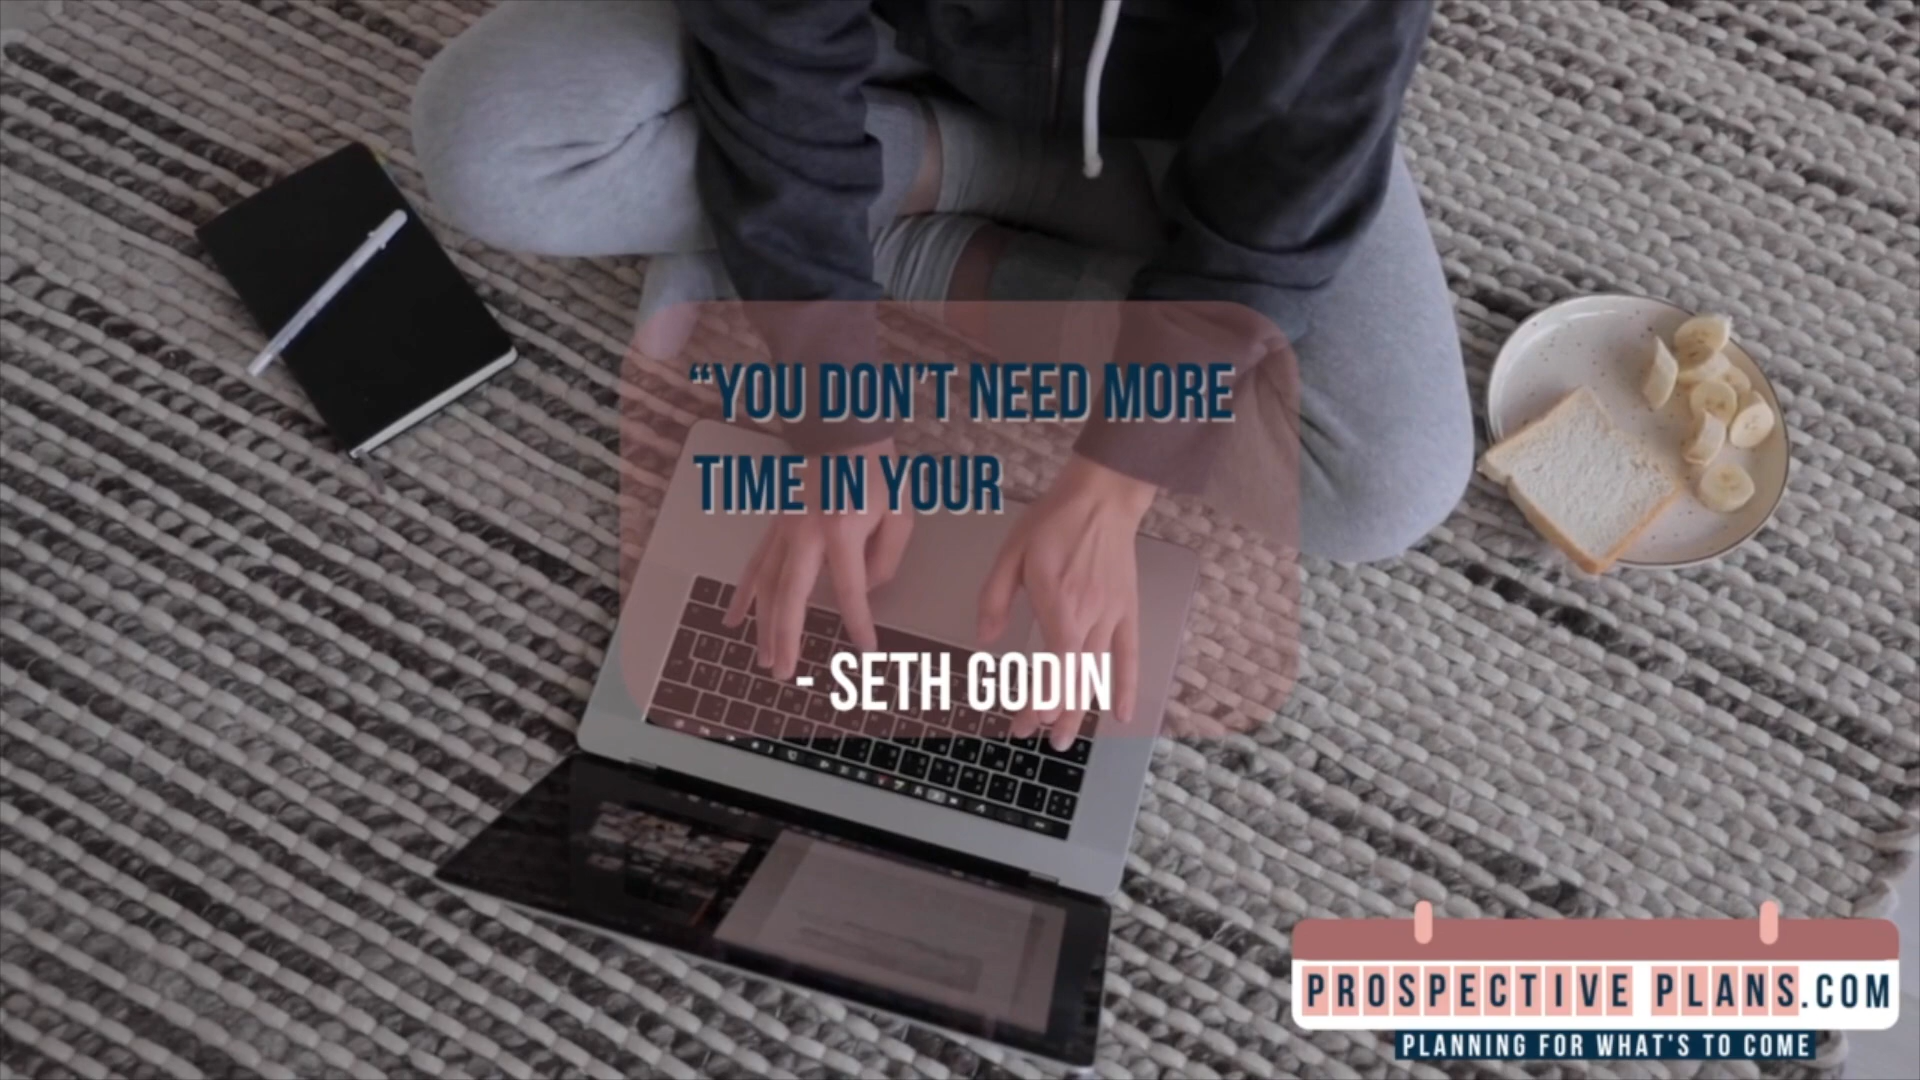 “YOU DON’T NEED MORE
TIME IN YOUR
- SETH GODIN
PROSPECTIVE PLANS.COM
PLANNING FOR WHAT'S TO COME